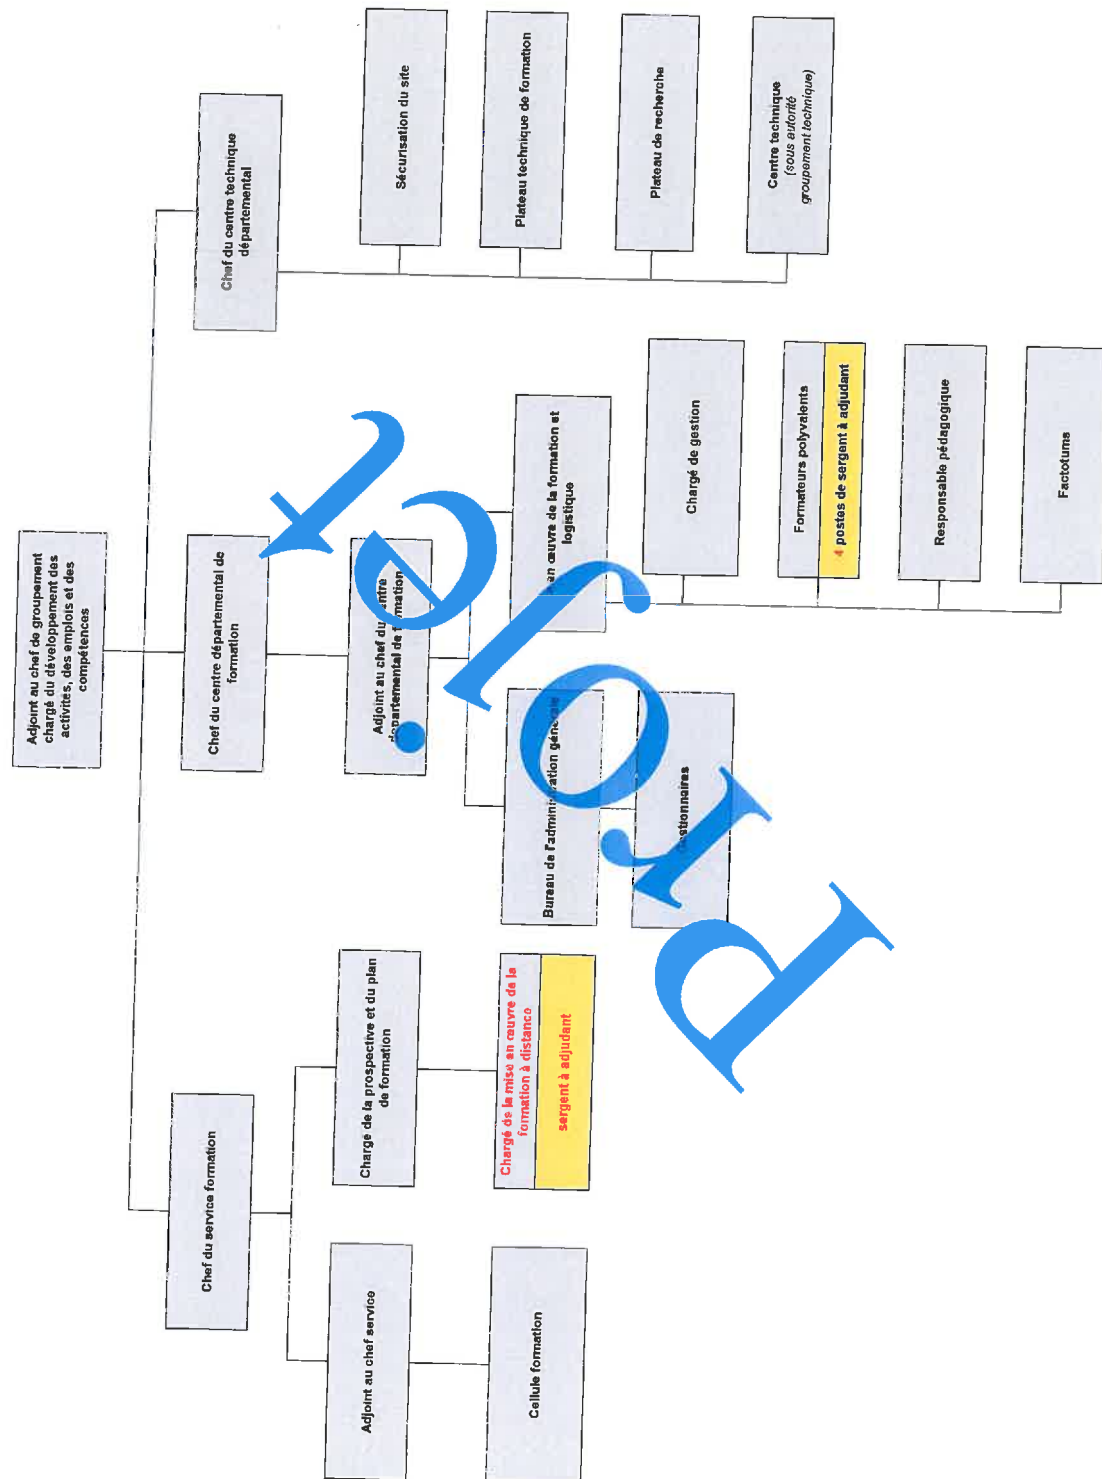 Adjoint au chef de groupement
chargé du développement des
activités, des emplois et des
compétences
Chef du service formation
Chef du centre départemental de
formation
Chef du centre technique
départemental
Adjoint au chef service
Cellule formation
Chargé de la prospective et du plan
de formation
Chargé de la mise en œuvre de la
formation à distance
sergent à adjudant
Adjoint au chef du centre
départemental de formation
Bureau de l'administration générale
en œuvre de la formation et
logistique
Chargé de gestion
Formateurs polyvalents
4 postes de sergent à adjudant
Responsable pédagogique
Factotums
Sécurisation du site
Plateau technique de formation
Plateau de recherche
Centre technique
(sous autorité
groupement technique)
Projet